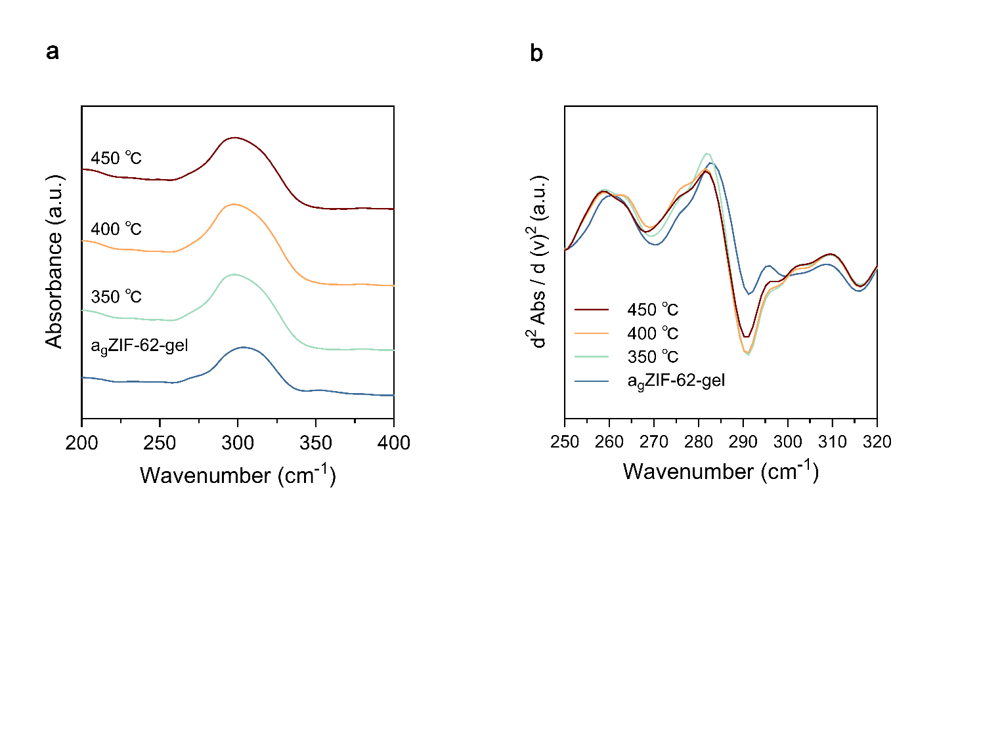 a
b
450 °C
400 °C
350 °C
agZIF-62-gel
Absorbance (a.u.)
200 250 300 350 400
Wavenumber (cm-1)
d2 Abs / d (v)2 (a.u.)
450 °C
400 °C
350 °C
agZIF-62-gel
250 260 270 280 290 300 310 320
Wavenumber (cm-1)